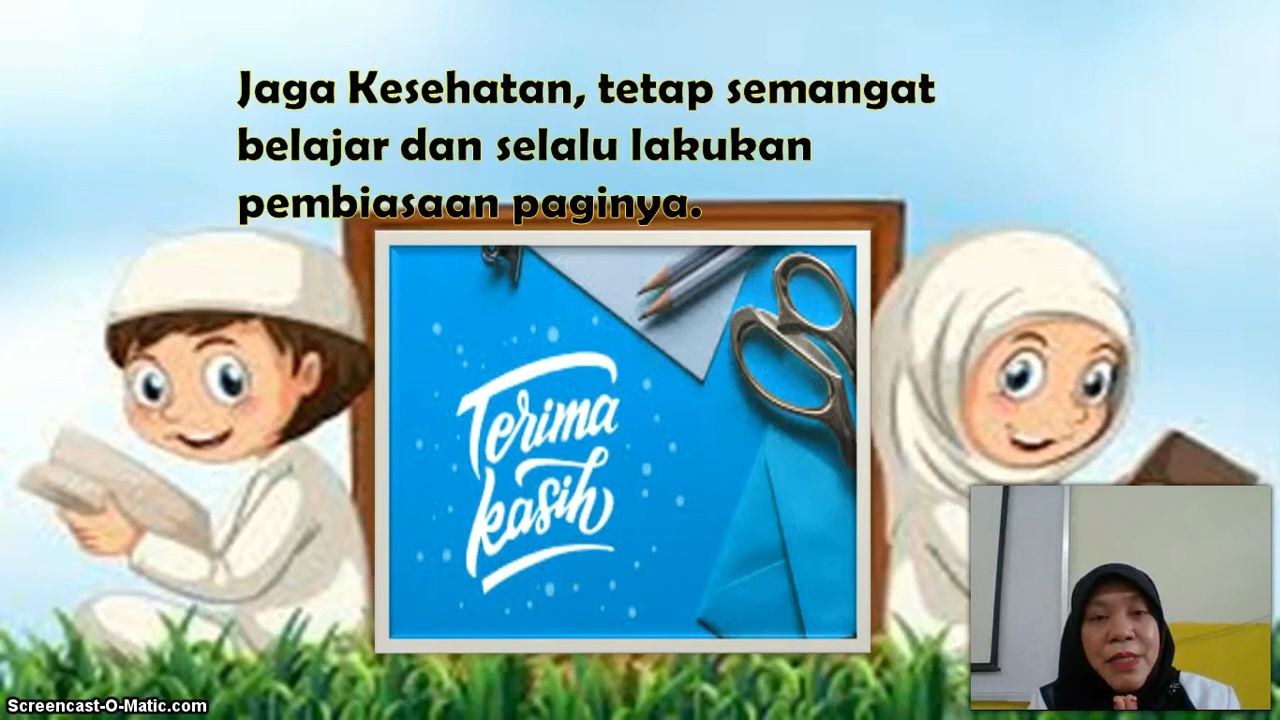 Jaga Kesehatan, tetap semangat
belajar dan selalu lakukan
pembiasaan paginya.
Terima
kasih
Screencast-O-Matic.com